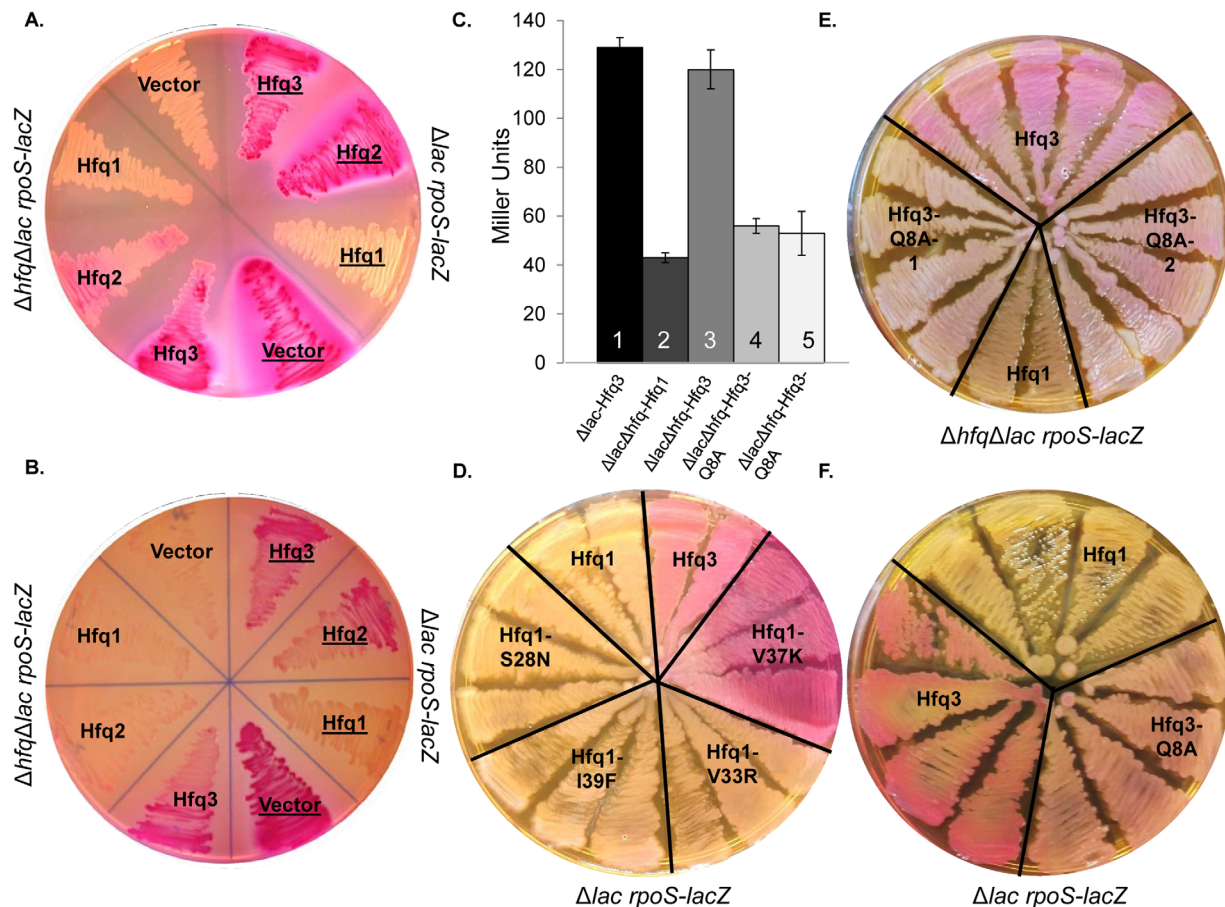 A.
Vector
Hfq3
Hfq2
Hfq1
Vector
Hfq3
Hfq2
Hfq1
ΔhfqΔlac rpoS-lacZ
Δlac rpoS-lacZ
B.
Vector
Hfq3
Hfq2
Hfq1
Vector
Hfq3
Hfq2
Hfq1
ΔhfqΔlac rpoS-lacZ
Δlac rpoS-lacZ
C.
Miller Units
140
120
100
80
60
40
20
0
1
2
3
4
5
Δlac-Hfq3
ΔlacΔhfq-Hfq1
ΔlacΔhfq-Hfq3
ΔlacΔhfq-Hfq3-
Q8A
ΔlacΔhfq-Hfq3-
Q8A
D.
Hfq1
Hfq3
Hfq1-
V37K
Hfq1-
V33R
Hfq1-
I39F
Hfq1-
S28N
Δlac rpoS-lacZ
E.
Hfq3
Hfq3-
Q8A-
1
Hfq3-
Q8A-
2
Hfq1
ΔhfqΔlac rpoS-lacZ
F.
Hfq1
Hfq3
Hfq3-
Q8A
Δlac rpoS-lacZ